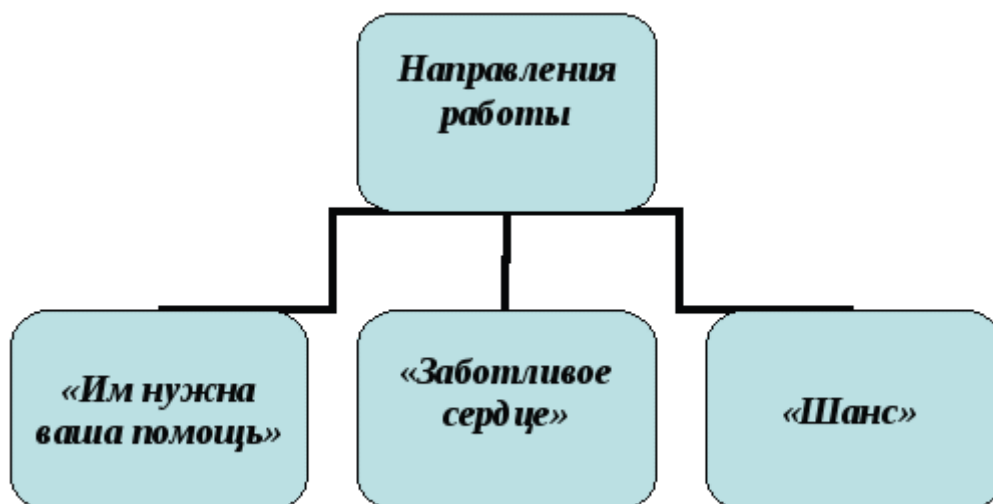 Направления
работы
«Им нужна
ваша помощь»
«Заботливое
сердце»
«Шанс»